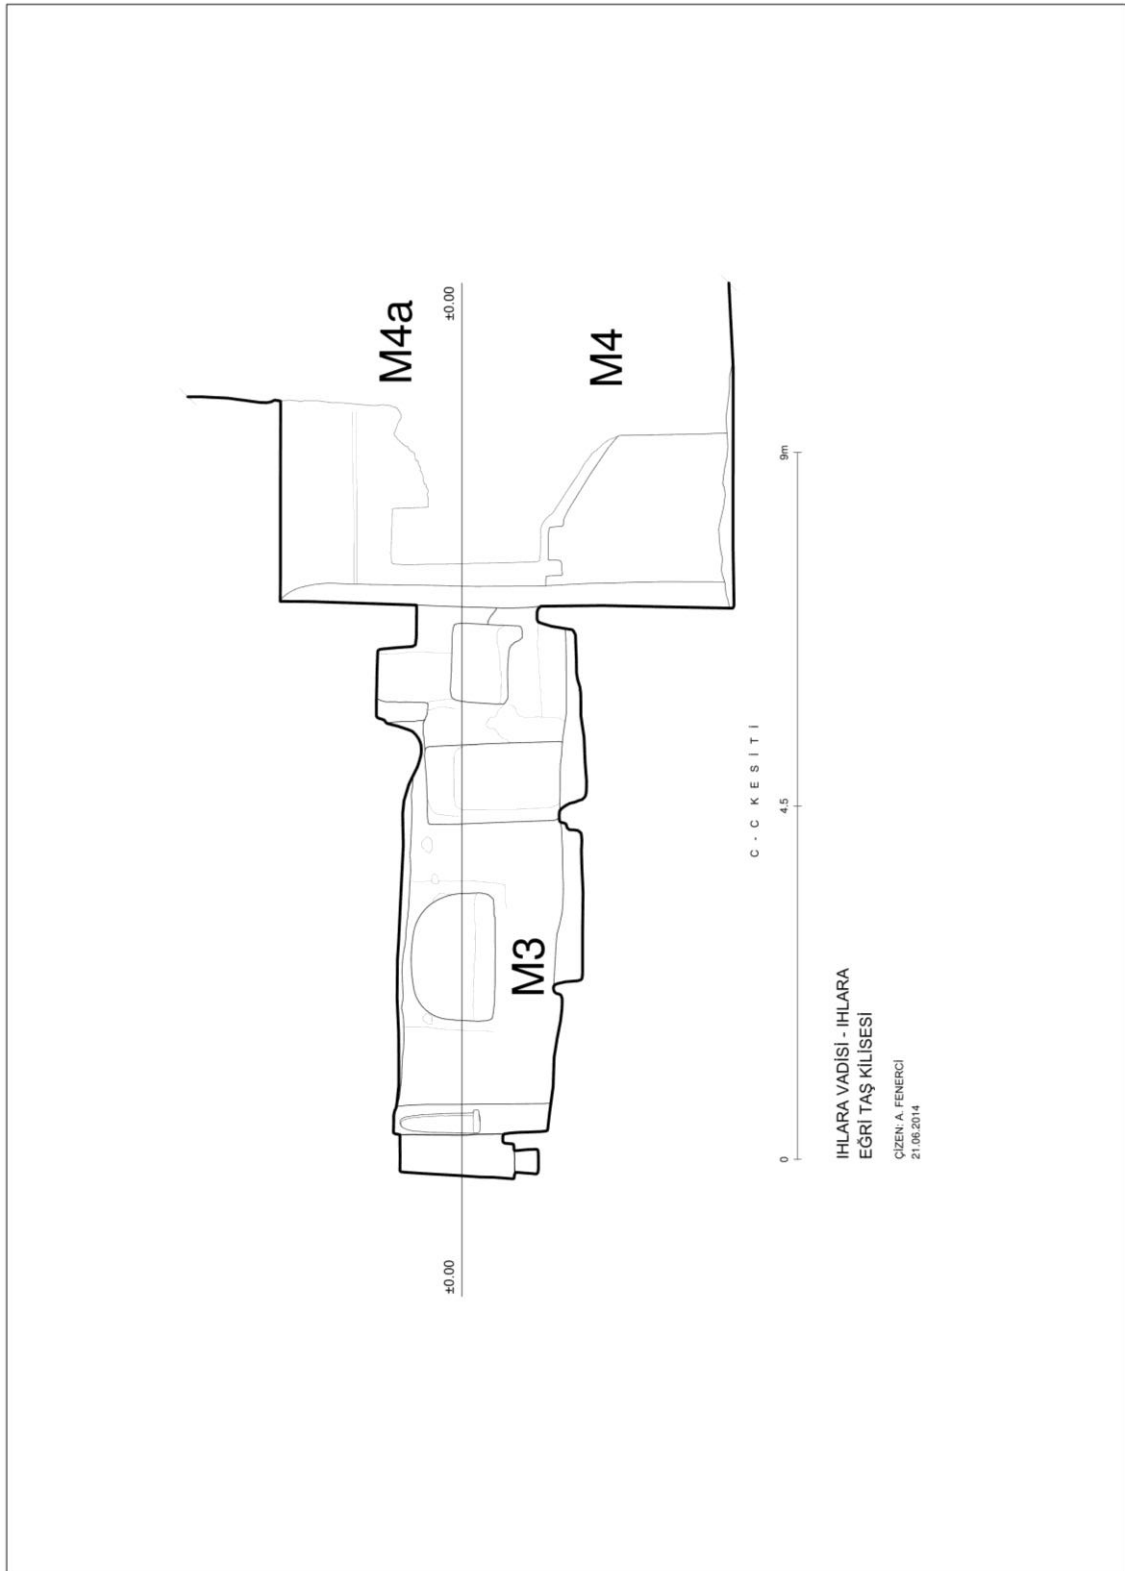 M4a
±0.00
±0.00
M4
M3
C - C K E S İ T İ
0
4.5
9m
IHLARA VADİSİ - IHLARA
EĞRİ TAŞ KİLİSESİ
ÇİZEN: A. FENERCİ
21.06.2014